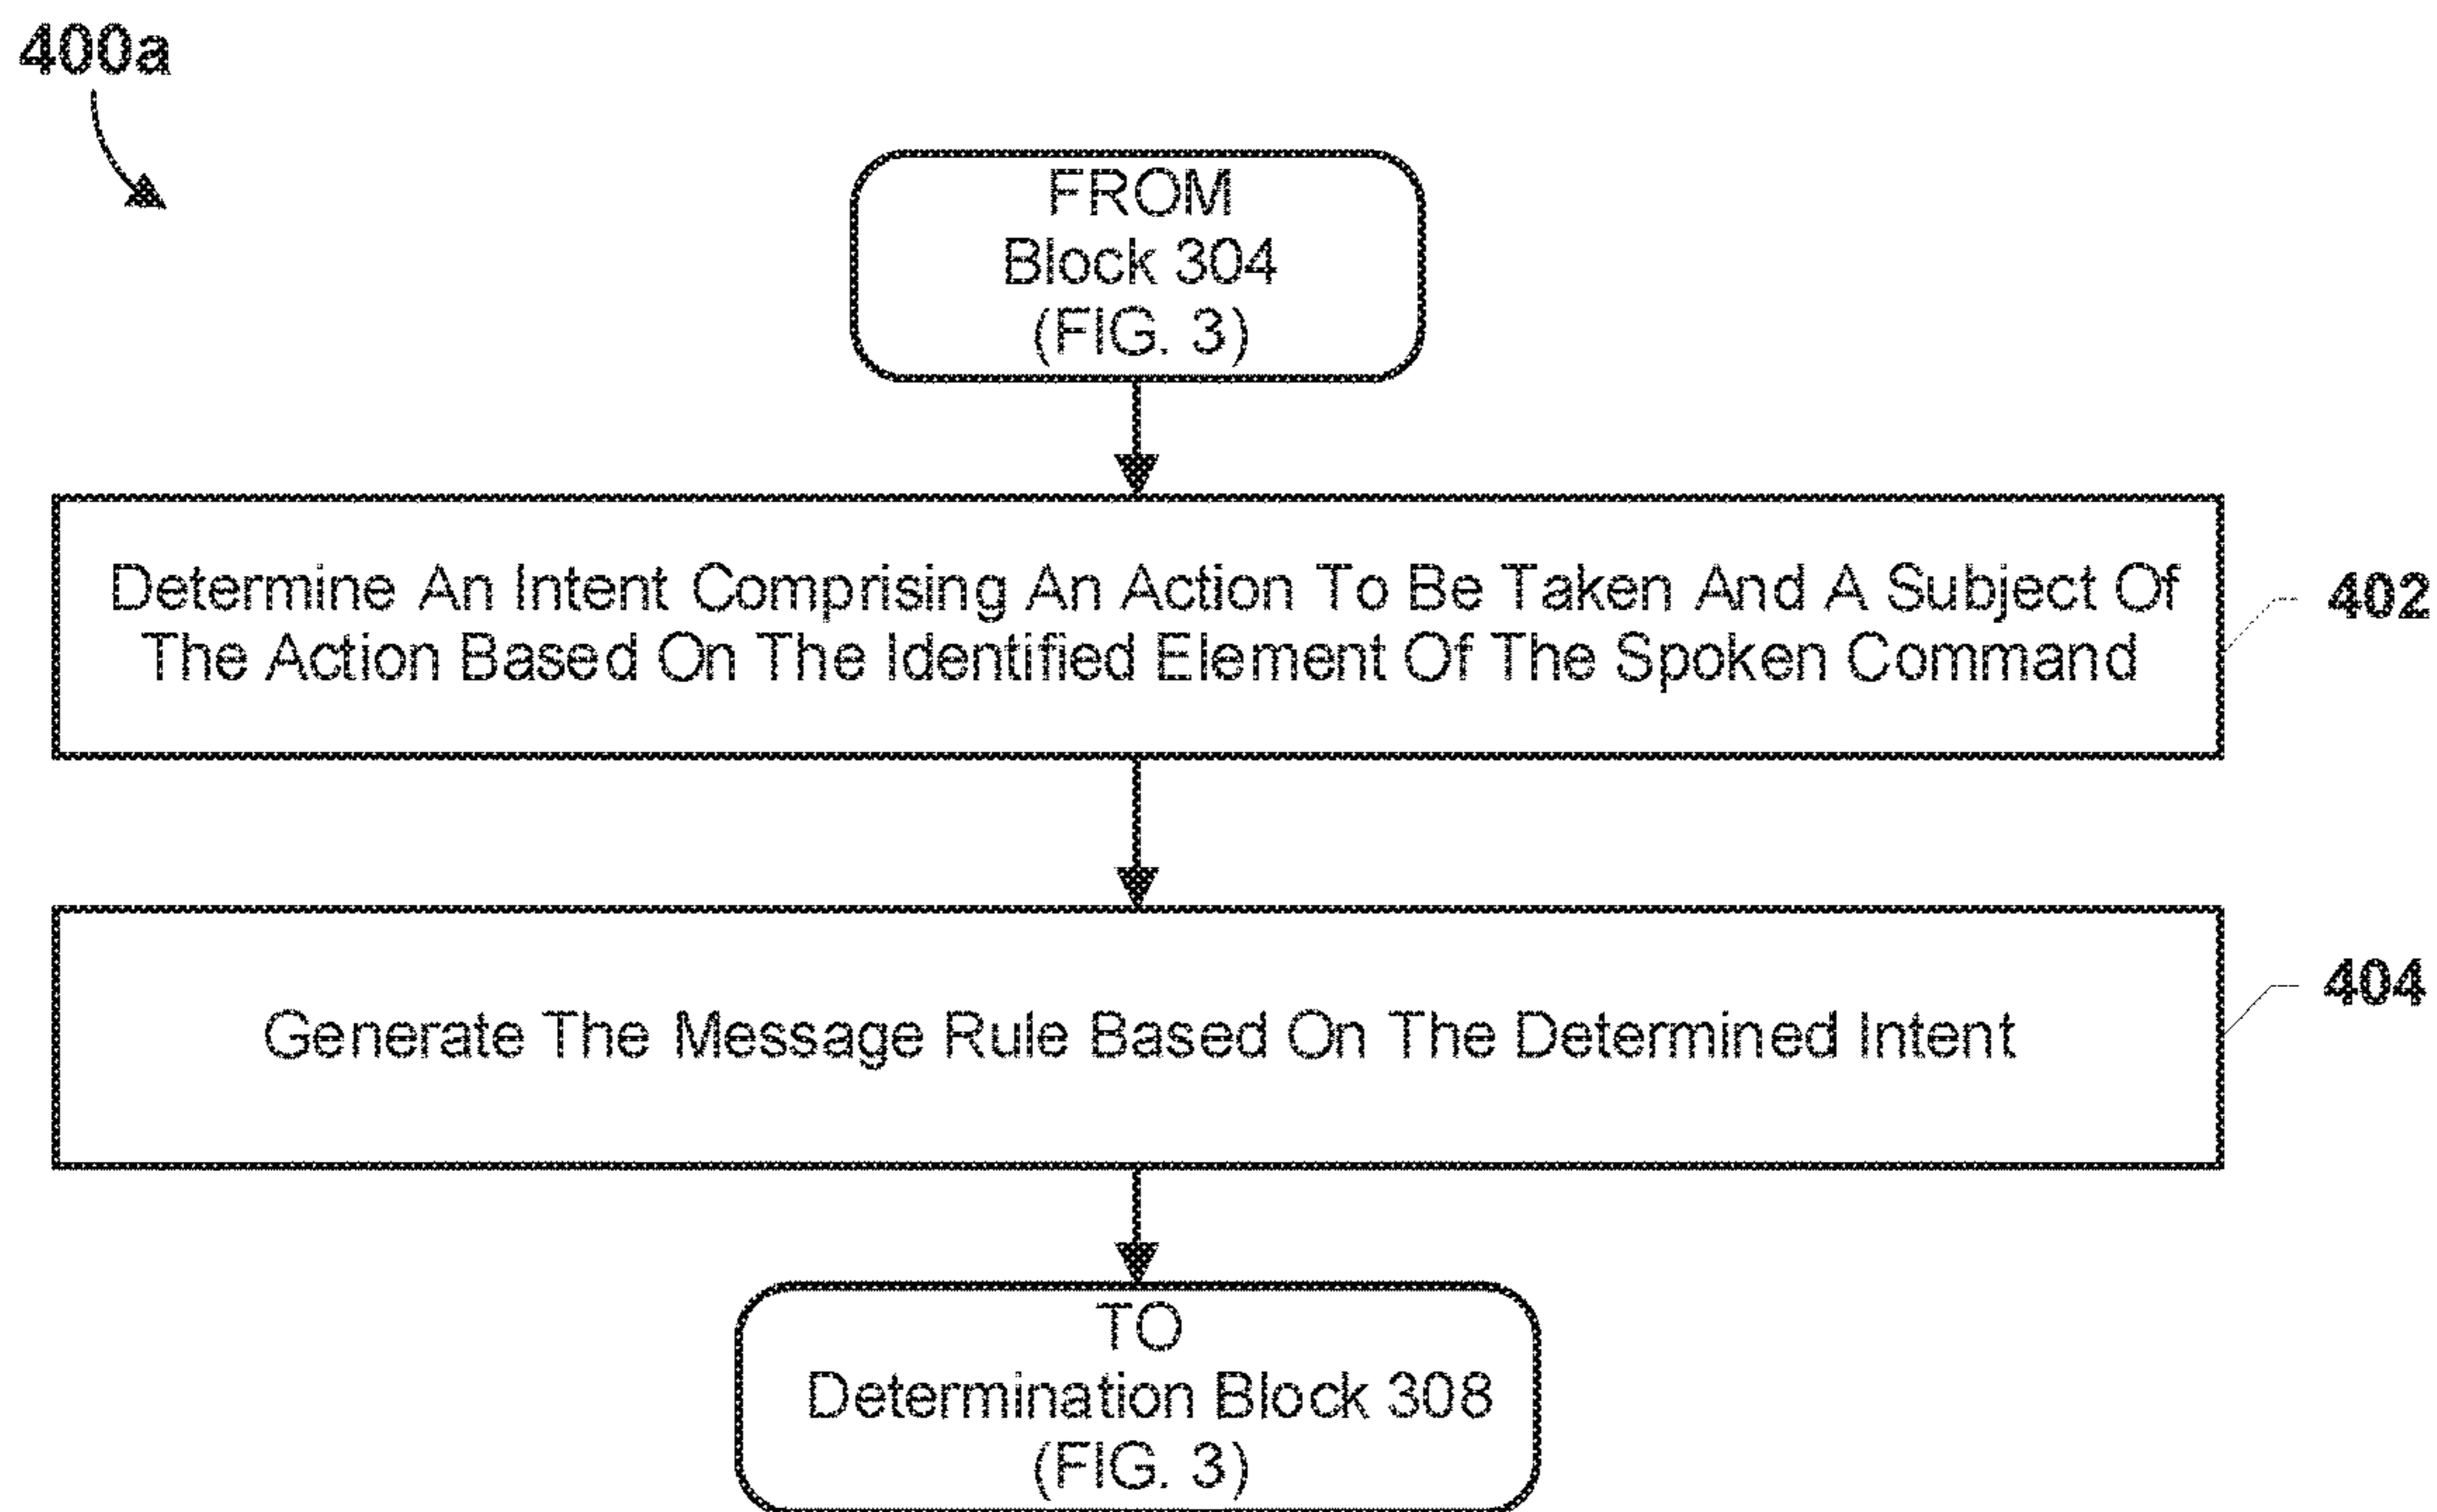 400a
FROM
Block 304
(FIG. 3)
Determine An Intent Comprising An Action To Be Taken And A Subject Of
The Action Based On The Identified Element Of The Spoken Command
402
Generate The Message Rule Based On The Determined Intent
404
TO
Determination Block 308
(FIG. 3)